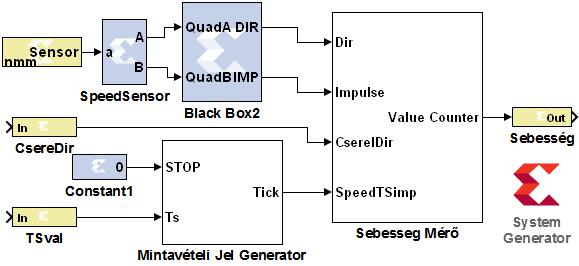 Sensor
nmm
a
A
B
SpeedSensor
QuadA DIR
QuadBIMP
Black Box2
Dir
Impulse
CserelDir
SpeedTSimp
Value Counter
Sebesseg Mérő
Out
Sebesség
In
CsereDir
0
Constant1
STOP
Ts
Tick
Mintavételi Jel Generator
In
TSval
System
Generator